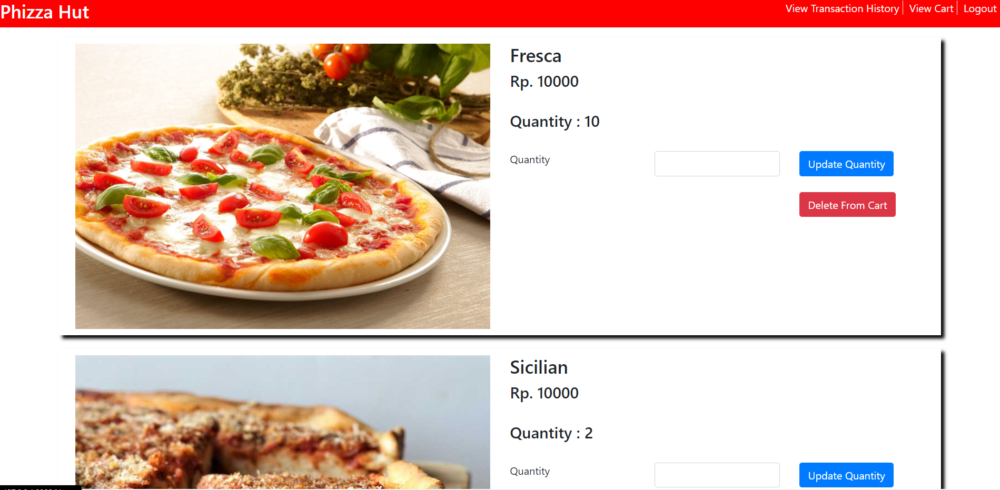 Phizza Hut
View Transaction History
View Cart
Logout
Fresca
Rp. 10000
Quantity : 10
Quantity
Update Quantity
Delete From Cart
Sicilian
Rp. 10000
Quantity : 2
Quantity
Update Quantity